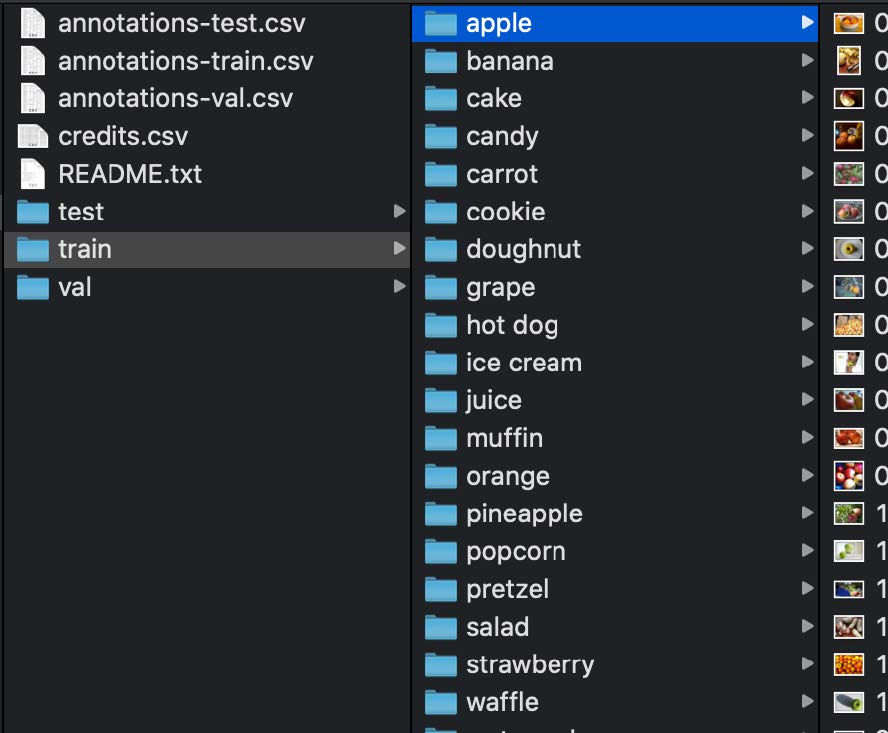 annotations-test.csv
annotations-train.csv
annotations-val.csv
credits.csv
README.txt
test
train
val
apple
banana
cake
candy
carrot
cookie
doughnut
grape
hot dog
ice cream
juice
muffin
orange
pineapple
popcorn
pretzel
salad
strawberry
waffle
0
0
0
0
0
0
0
0
0
0
0
0
0
1
1
1
1
1
1